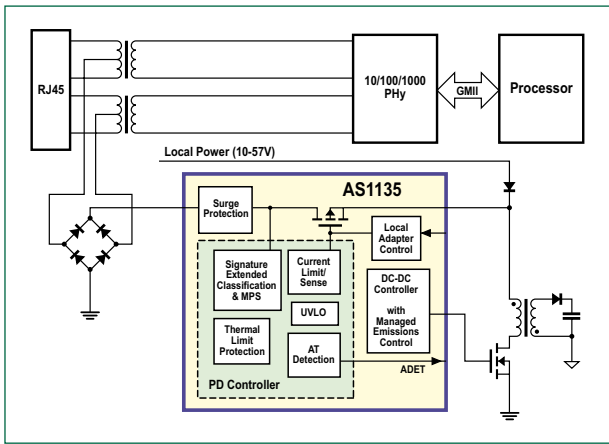 RJ45
10/100/1000
PHy
GMII
Processor
Local Power (10-57V)
AS1135
Surge
Protection
Local
Adapter
Control
Signature
Extended
Classification
& MPS
Current
Limit/
Sense
DC-DC
Controller
with
Managed
Emissions
Control
UVLO
Thermal
Limit
Protection
AT
Detection
ADET
PD Controller